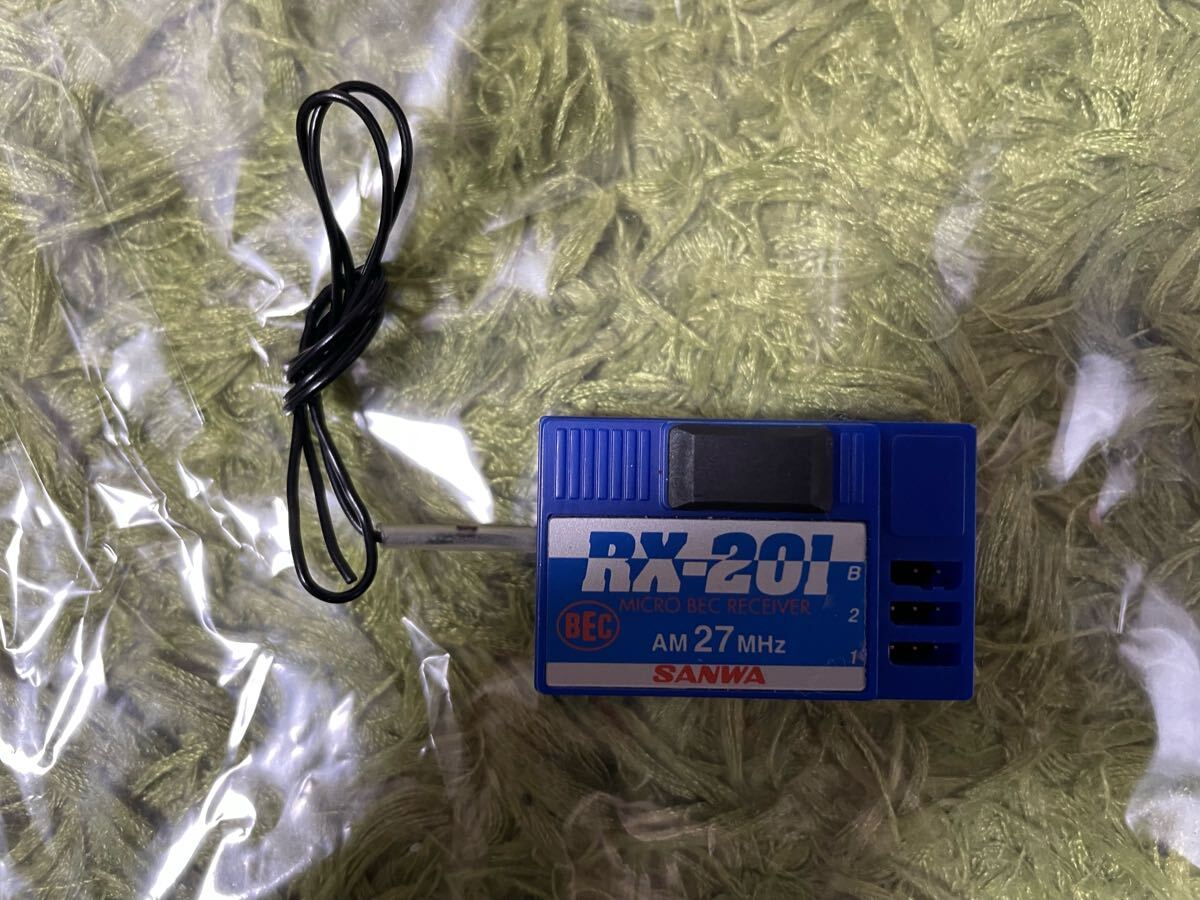 RX-201
B
MICRO BEC RECEIVER
2
BEC
AM 27 MHz
1
SANWA